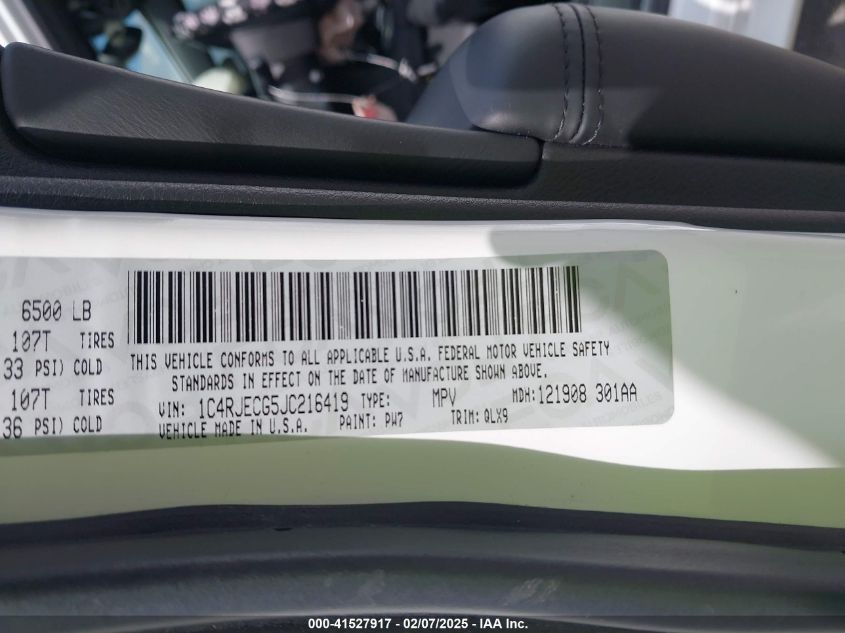 6500 LB
107T TIRES
33 PSI) COLD
107T TIRES
36 PSI) COLD
THIS VEHICLE CONFORMS TO ALL APPLICABLE U.S.A. FEDERAL MOTOR VEHICLE SAFETY
STANDARDS IN EFFECT ON THE DATE OF MANUFACTURE SHOWN ABOVE.
VIN: 1C4RJECG5JC216419 TYPE: MPV MDH: 121908 301AA
VEHICLE MADE IN U.S.A. PAINT: PW7 TRIM: QLX9
000-41527917 - 02/07/2025 - IAA, Inc.